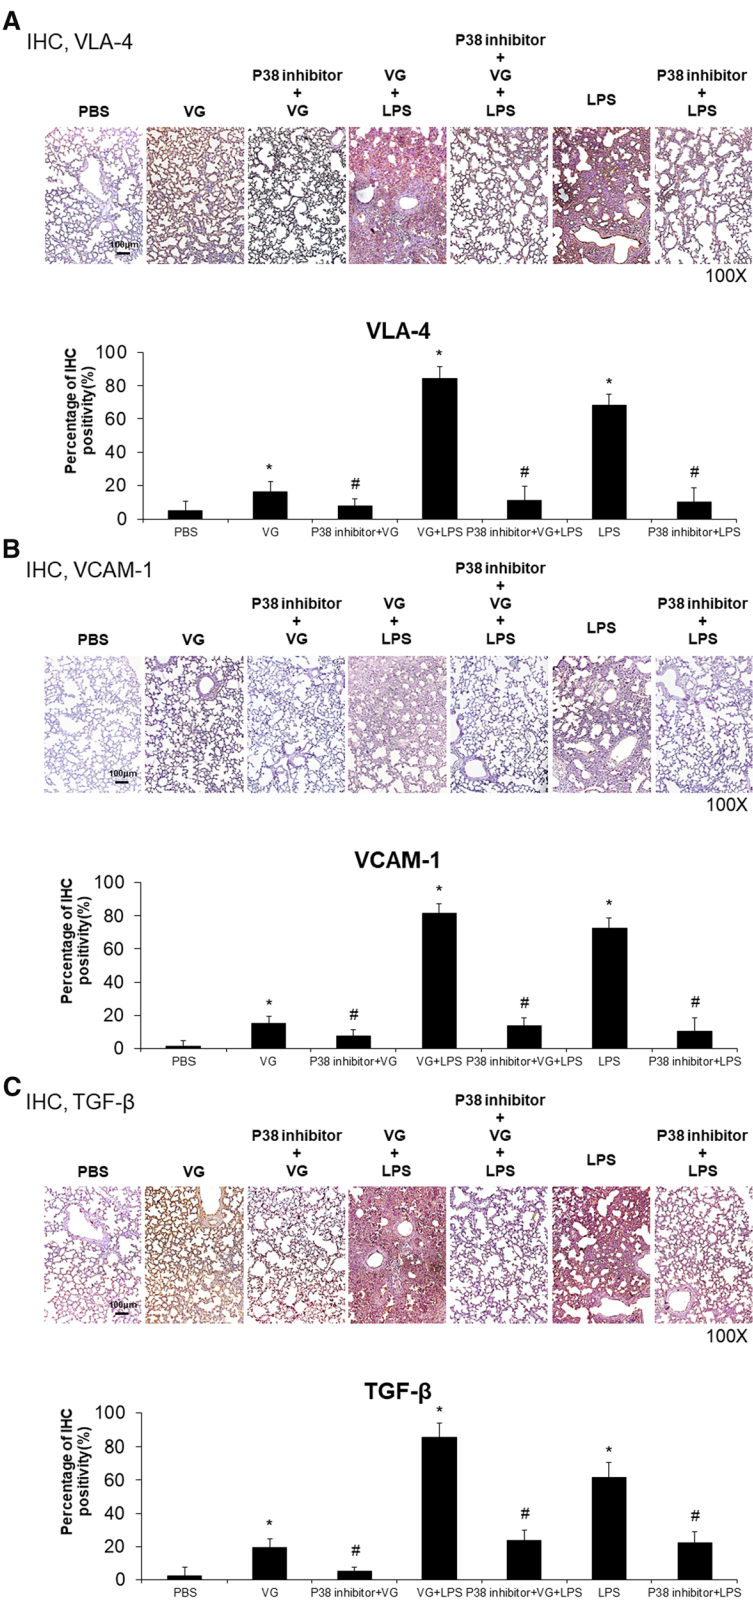 A
IHC, VLA-4
PBS
VG
P38 inhibitor
+
VG
VG
+
LPS
P38 inhibitor
+
VG
+
LPS
LPS
P38 inhibitor
+
LPS
100μm
100X
VLA-4
Percentage of IHC
positivity(%)
100
80
60
40
20
0
*
*
#
*
#
*
#
PBS
VG
P38 inhibitor+VG
VG+LPS
P38 inhibitor+VG+LPS
LPS
P38 inhibitor+LPS
B
IHC, VCAM-1
PBS
VG
P38 inhibitor
+
VG
VG
+
LPS
P38 inhibitor
+
VG
+
LPS
LPS
P38 inhibitor
+
LPS
100μm
100X
VCAM-1
Percentage of IHC
positivity(%)
100
80
60
40
20
0
*
#
*
#
*
#
PBS
VG
P38 inhibitor+VG
VG+LPS
P38 inhibitor+VG+LPS
LPS
P38 inhibitor+LPS
C
IHC, TGF-β
PBS
VG
P38 inhibitor
+
VG
VG
+
LPS
P38 inhibitor
+
VG
+
LPS
LPS
P38 inhibitor
+
LPS
100μm
100X
TGF-β
Percentage of IHC
positivity(%)
100
80
60
40
20
0
*
#
*
#
*
#
PBS
VG
P38 inhibitor+VG
VG+LPS
P38 inhibitor+VG+LPS
LPS
P38 inhibitor+LPS